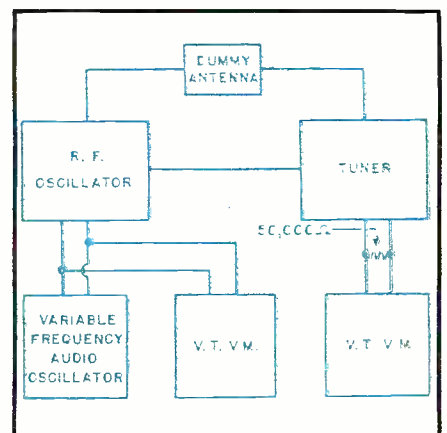 DUMMY
ANTENNA
R. F.
OSCILLATOR
TUNER
50,000Ω
VARIABLE
FREQUENCY
AUDIO
OSCILLATOR
V. T. V.M.
V.T. V.M